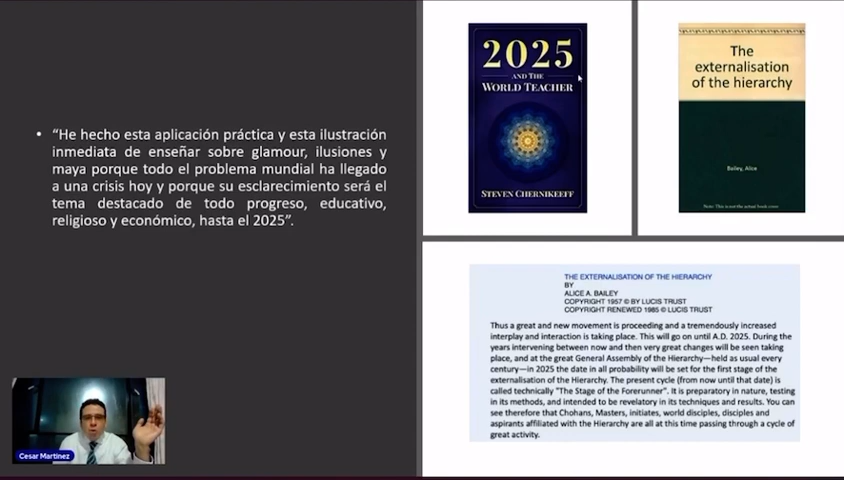 • “He hecho esta aplicación práctica y esta ilustración
inmediata de enseñar sobre glamour, ilusiones y
maya porque todo el problema mundial ha llegado
a una crisis hoy y porque su esclarecimiento será el
tema destacado de todo progreso, educativo,
religioso y económico, hasta el 2025”.
2025
AND THE
WORLD TEACHER
STEVEN CHERNIKEEFF
The
externalisation
of the hierarchy
Bailey, Alice
Note: This is not the actual book cover
THE EXTERNALISATION OF THE HIERARCHY
BY
ALICE A. BAILEY
COPYRIGHT 1957 © BY LUCIS TRUST
COPYRIGHT RENEWED 1985 © LUCIS TRUST
Thus a great and new movement is proceeding and a tremendously increased
interplay and interaction is taking place. This will go on until A.D. 2025. During the
years intervening between now and then very great changes will be seen taking
place, and at the great General Assembly of the Hierarchy—held as usual every
century—in 2025 the date in all probability will be set for the first stage of the
externalisation of the Hierarchy. The present cycle (from now until that date) is
called technically "The Stage of the Forerunner". It is preparatory in nature, testing
in its methods, and intended to be revelatory in its techniques and results. You can
see therefore that Chohans, Masters, initiates, world disciples, disciples and
aspirants affiliated with the Hierarchy are all at this time passing through a cycle of
great activity.
Cesar Martinez